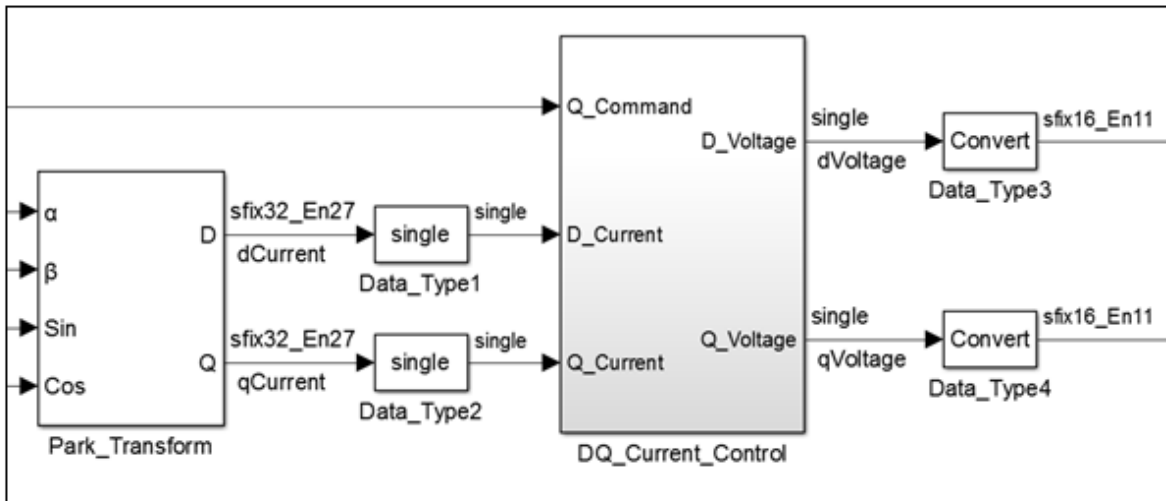 Q_Command
D_Voltage
single
dVoltage
Convert
sfix16_En11
Data_Type3
α
β
Sin
Cos
D
Q
Park_Transform
sfix32_En27
dCurrent
single
Data_Type1
single
D_Current
sfix32_En27
qCurrent
single
Data_Type2
single
Q_Current
Q_Voltage
single
qVoltage
Convert
sfix16_En11
Data_Type4
DQ_Current_Control